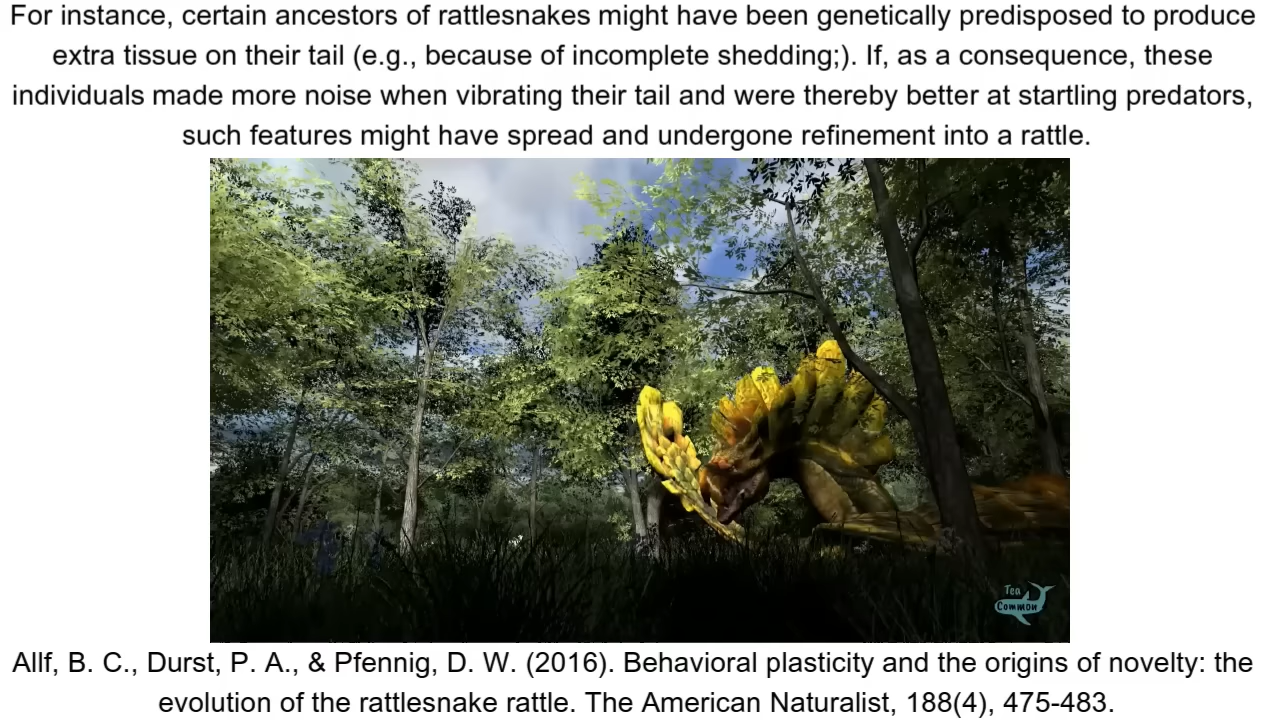 For instance, certain ancestors of rattlesnakes might have been genetically predisposed to produce
extra tissue on their tail (e.g., because of incomplete shedding;). If, as a consequence, these
individuals made more noise when vibrating their tail and were thereby better at startling predators,
such features might have spread and undergone refinement into a rattle.
Tea
Common
Allf, B. C., Durst, P. A., & Pfennig, D. W. (2016). Behavioral plasticity and the origins of novelty: the
evolution of the rattlesnake rattle. The American Naturalist, 188(4), 475-483.